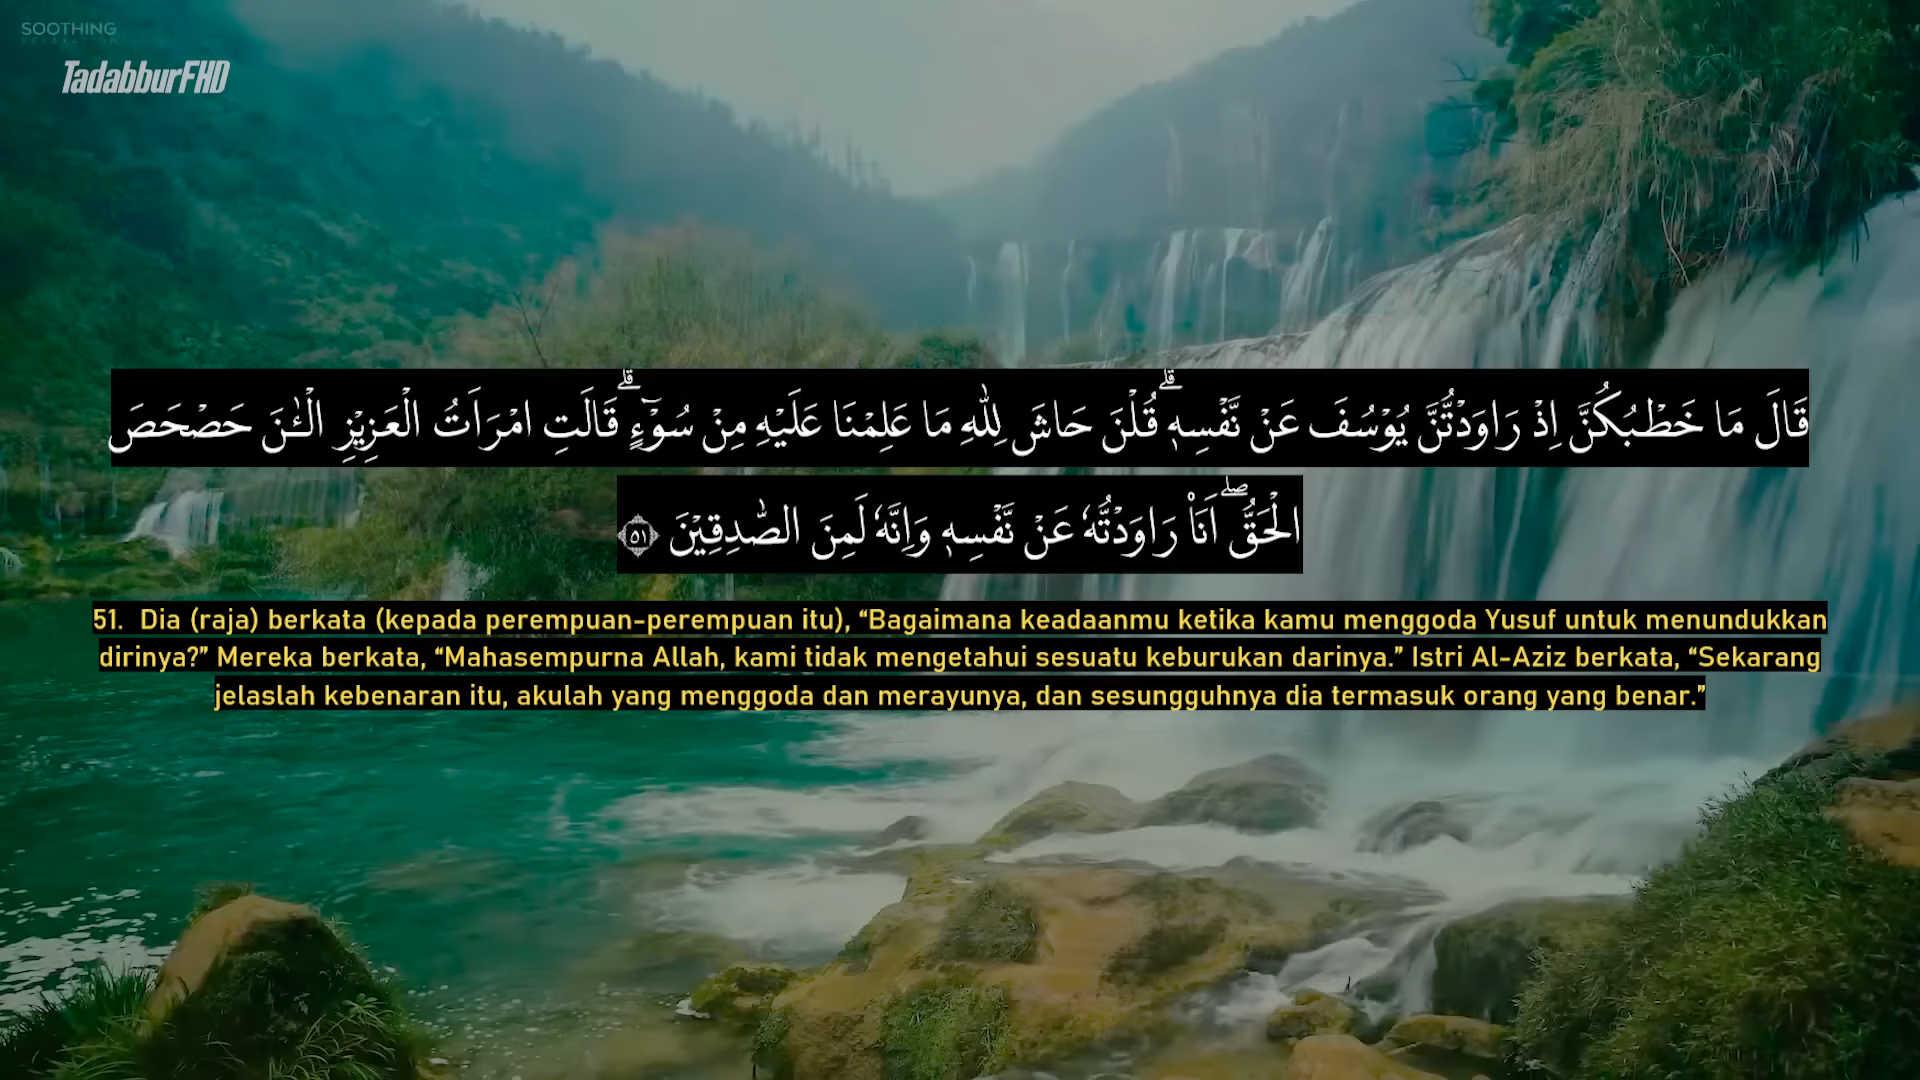 SOOTHING
RELAXATION
TadabburFHD
قَالَ مَا خَطْبُكُنَّ اِذْ رَاوَدْتُّنَّ يُوْسُفَ عَنْ نَّفْسِهٖۗ قُلْنَ حَاشَ لِلّٰهِ مَا عَلِمْنَا عَلَيْهِ مِنْ سُوْۤءٍۗ قَالَتِ امْرَاَتُ الْعَزِيْزِ الْـٰٔنَ حَصْحَصَ
الْحَقُّۖ اَنَا۠ رَاوَدْتُّهٗ عَنْ نَّفْسِهٖ وَاِنَّهٗ لَمِنَ الصّٰدِقِيْنَ ٥١
51. Dia (raja) berkata (kepada perempuan-perempuan itu), “Bagaimana keadaanmu ketika kamu menggoda Yusuf untuk menundukkan
dirinya?” Mereka berkata, “Mahasempurna Allah, kami tidak mengetahui sesuatu keburukan darinya.” Istri Al-Aziz berkata, “Sekarang
jelaslah kebenaran itu, akulah yang menggoda dan merayunya, dan sesungguhnya dia termasuk orang yang benar.”